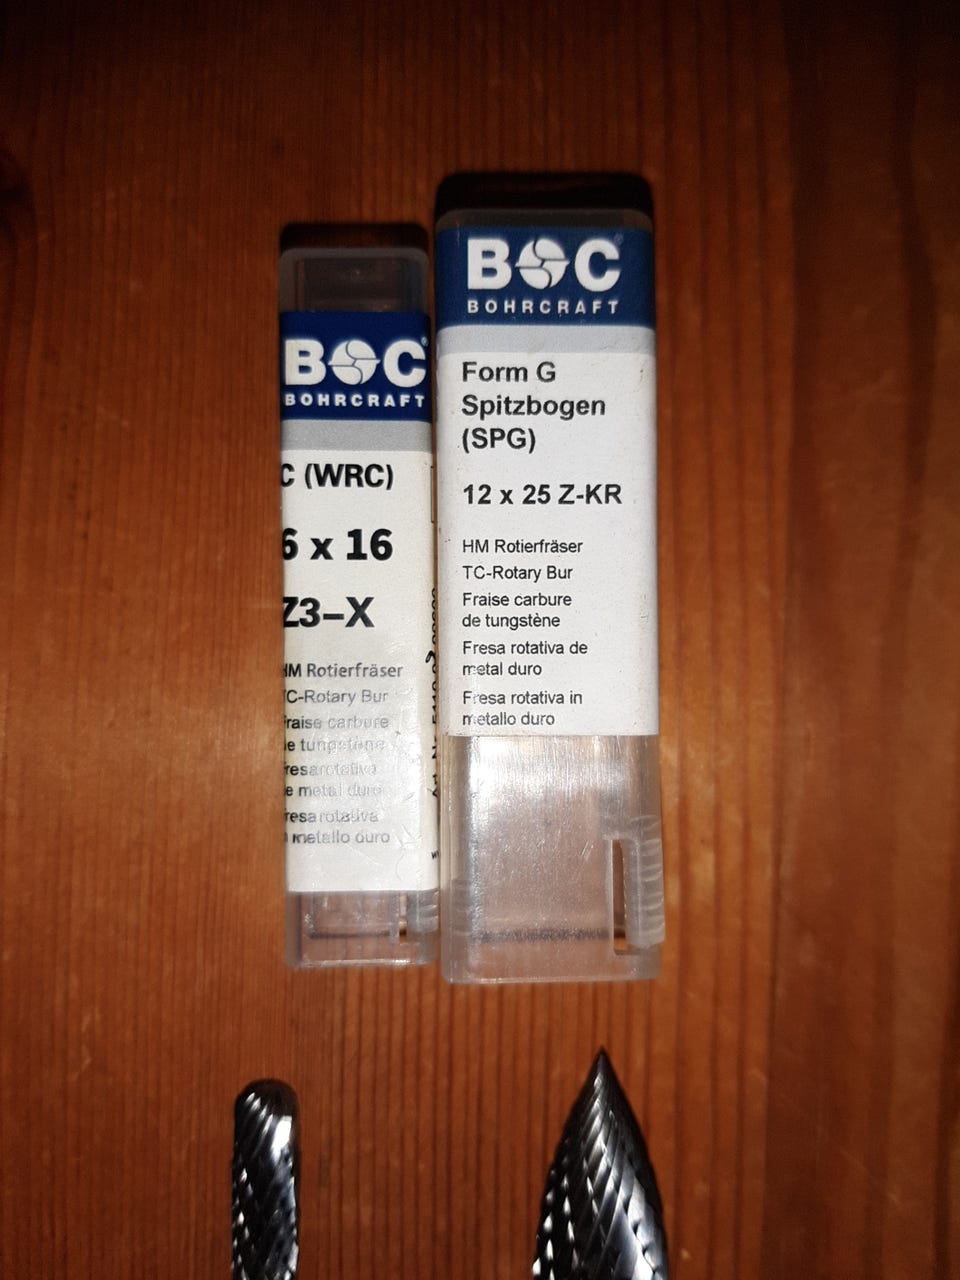 BOC
BOHRCRAFT
C (WRC)
6 x 16
Z3-X
HM Rotierfräser
TC-Rotary Bur
Fraise carbure
de tungstène
Fresa rotativa
de metal duro
Fresa rotativa
metallo duro
BOC
BOHRCRAFT
Form G
Spitzbogen
(SPG)
12 x 25 Z-KR
HM Rotierfräser
TC-Rotary Bur
Fraise carbure
de tungstène
Fresa rotativa de
metal duro
Fresa rotativa in
metallo duro